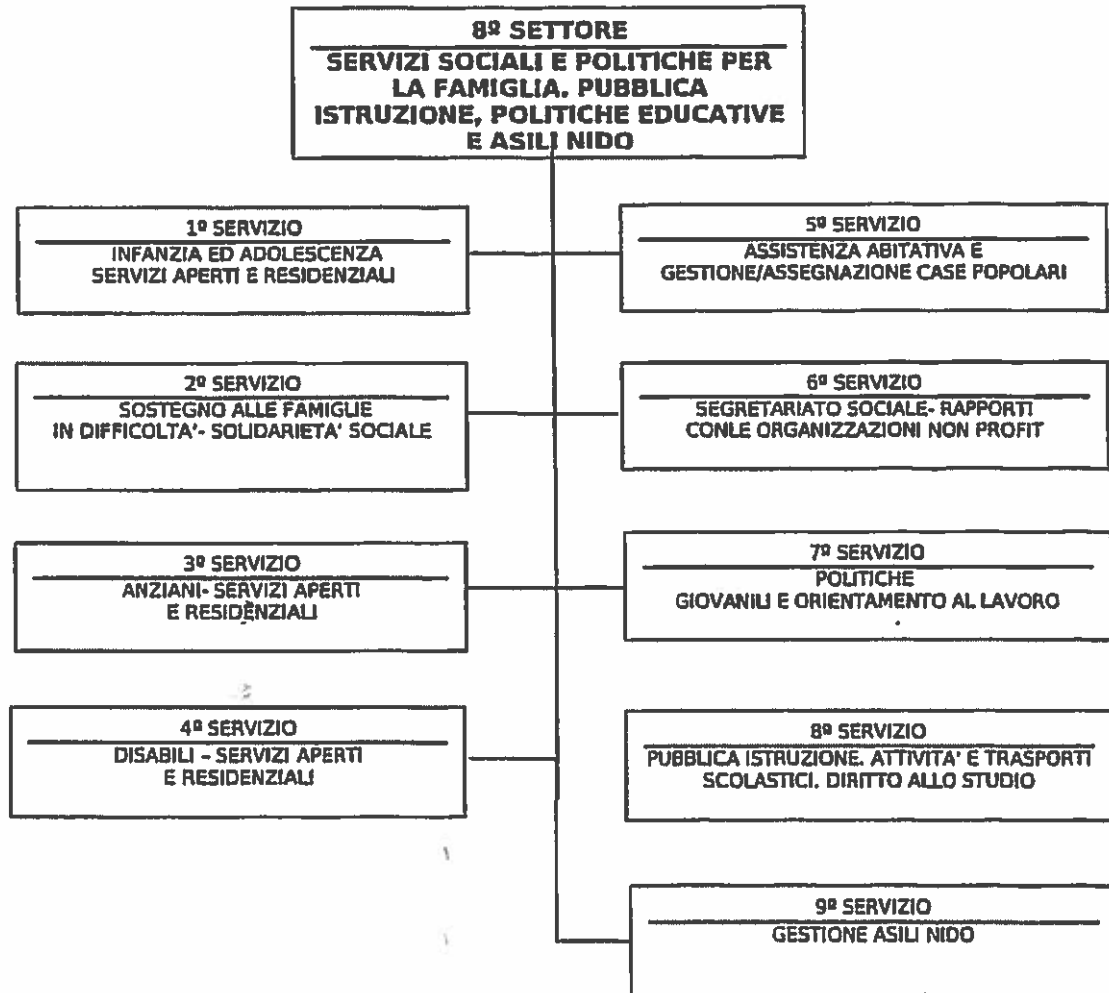 8º SETTORE
SERVIZI SOCIALI E POLITICHE PER
LA FAMIGLIA. PUBBLICA
ISTRUZIONE, POLITICHE EDUCATIVE
E ASILI NIDO
1º SERVIZIO
INFANZIA ED ADOLESCENZA
SERVIZI APERTI E RESIDENZIALI
2º SERVIZIO
SOSTEGNO ALLE FAMIGLIE
IN DIFFICOLTA'- SOLIDARIETA' SOCIALE
3º SERVIZIO
ANZIANI- SERVIZI APERTI
E RESIDENZIALI
4º SERVIZIO
DISABILI - SERVIZI APERTI
E RESIDENZIALI
5º SERVIZIO
ASSISTENZA ABITATIVA E
GESTIONE/ASSEGNAZIONE CASE POPOLARI
6º SERVIZIO
SEGRETARIATO SOCIALE- RAPPORTI
CONLE ORGANIZZAZIONI NON PROFIT
7º SERVIZIO
POLITICHE
GIOVANILI E ORIENTAMENTO AL LAVORO
8º SERVIZIO
PUBBLICA ISTRUZIONE. ATTIVITA' E TRASPORTI
SCOLASTICI. DIRITTO ALLO STUDIO
9º SERVIZIO
GESTIONE ASILI NIDO